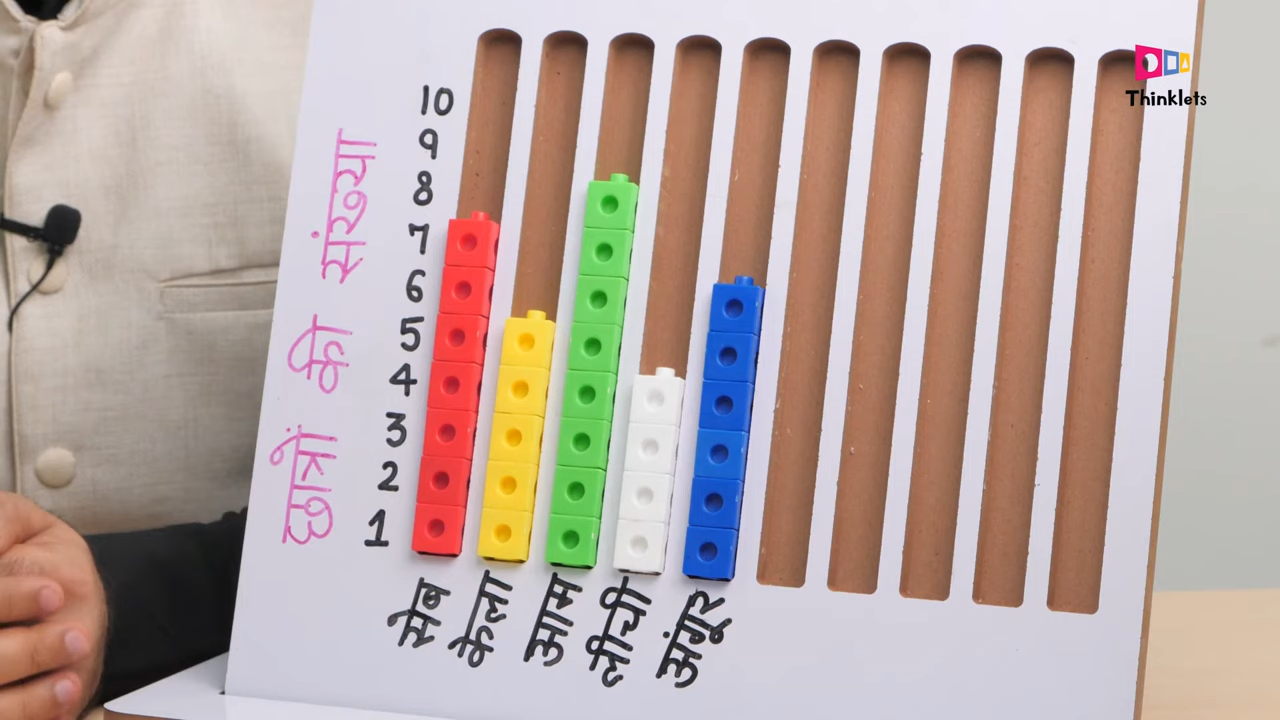 Thinklets
छात्रों की संख्या
10
9
8
7
6
5
4
3
2
1
सेब
केला
आम
लीची
अंगूर